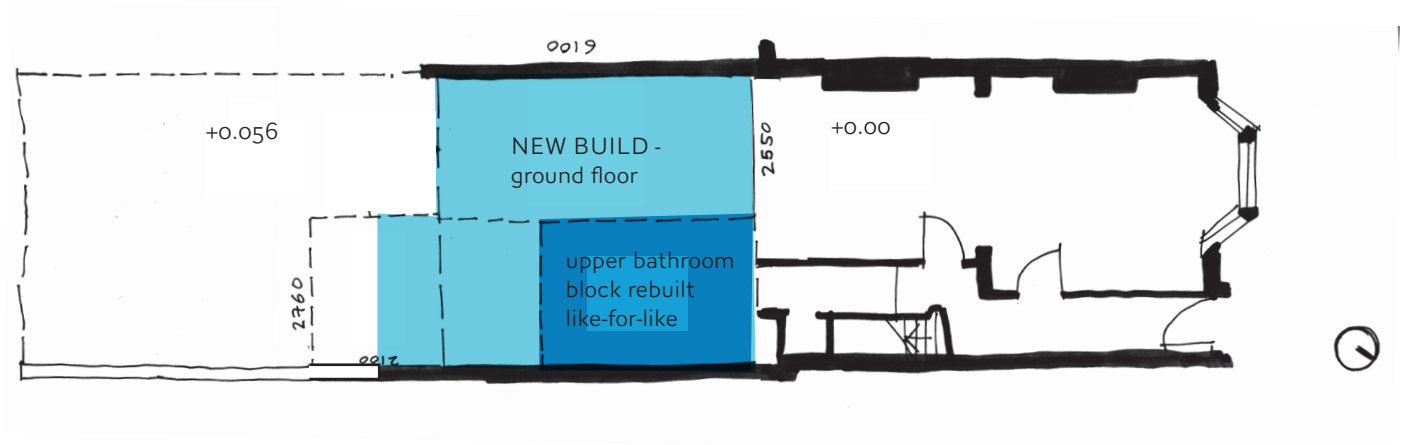 6100
+0.056
NEW BUILD -
ground floor
2550
+0.00
upper bathroom
block rebuilt
like-for-like
2760
2100